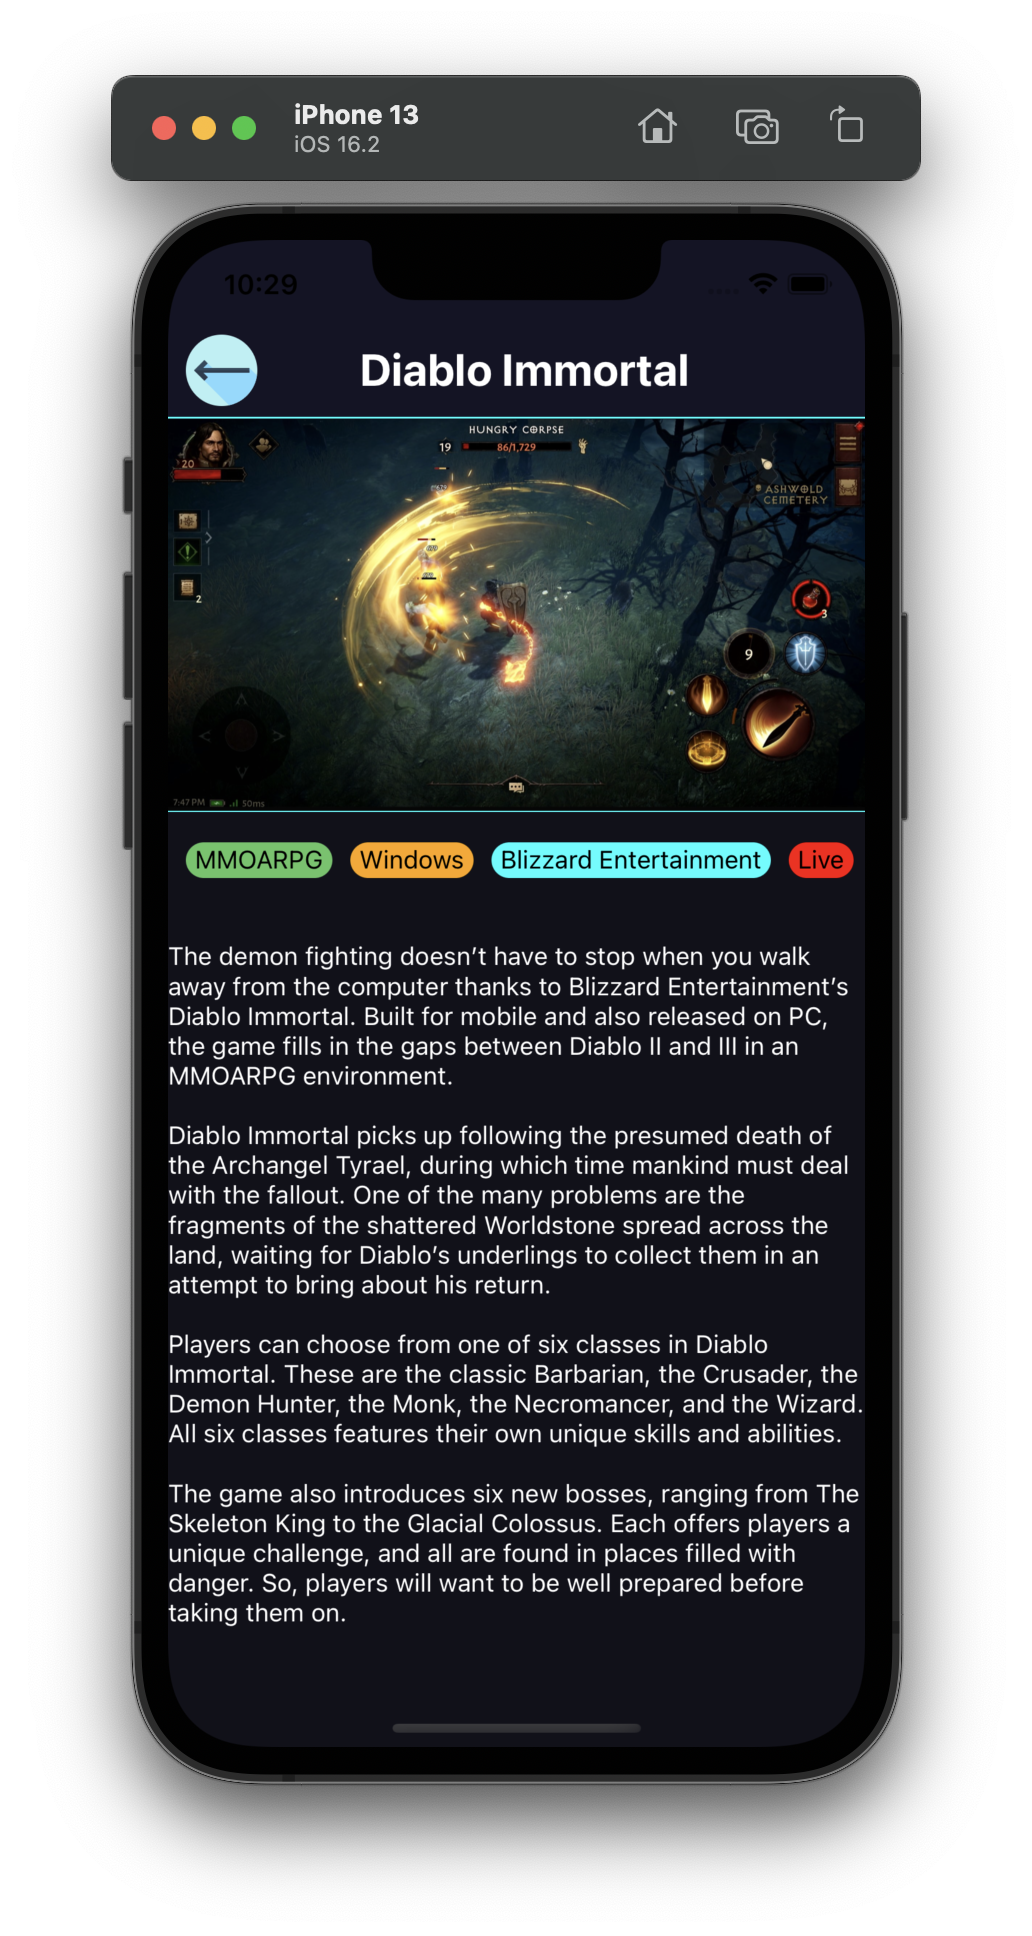 iPhone 13
iOS 16.2
10:29
Diablo Immortal
HUNGRY CORPSE
19 86/1,729
20
ASHWOLD
CEMETERY
2
3
9
7:47 PM 50ms
MMOARPG Windows Blizzard Entertainment Live
The demon fighting doesn’t have to stop when you walk
away from the computer thanks to Blizzard Entertainment’s
Diablo Immortal. Built for mobile and also released on PC,
the game fills in the gaps between Diablo II and III in an
MMOARPG environment.
Diablo Immortal picks up following the presumed death of
the Archangel Tyrael, during which time mankind must deal
with the fallout. One of the many problems are the
fragments of the shattered Worldstone spread across the
land, waiting for Diablo’s underlings to collect them in an
attempt to bring about his return.
Players can choose from one of six classes in Diablo
Immortal. These are the classic Barbarian, the Crusader, the
Demon Hunter, the Monk, the Necromancer, and the Wizard.
All six classes features their own unique skills and abilities.
The game also introduces six new bosses, ranging from The
Skeleton King to the Glacial Colossus. Each offers players a
unique challenge, and all are found in places filled with
danger. So, players will want to be well prepared before
taking them on.